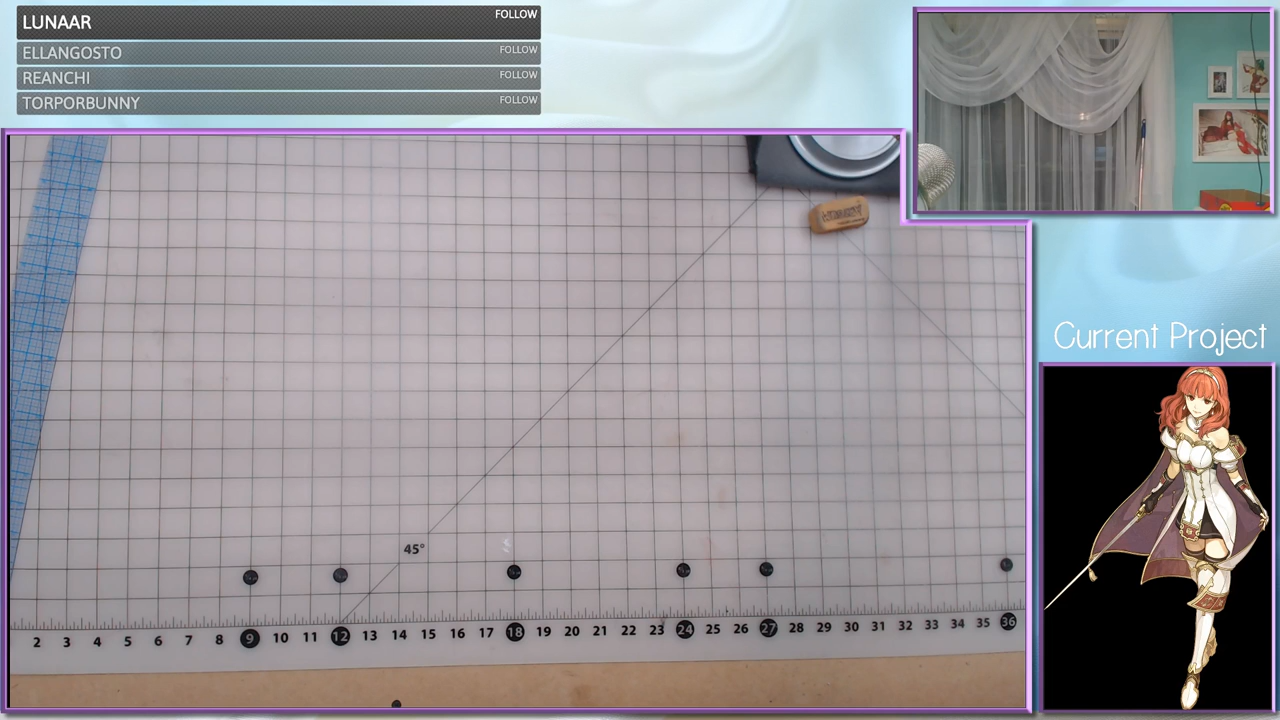 LUNAAR FOLLOW
ELLANGOSTO FOLLOW
REANCHI FOLLOW
TORPORBUNNY FOLLOW
Current Project
45°
2 3 4 5 6 7 8 9 10 11 12 13 14 15 16 17 18 19 20 21 22 23 24 25 26 27 28 29 30 31 32 33 34 35 36